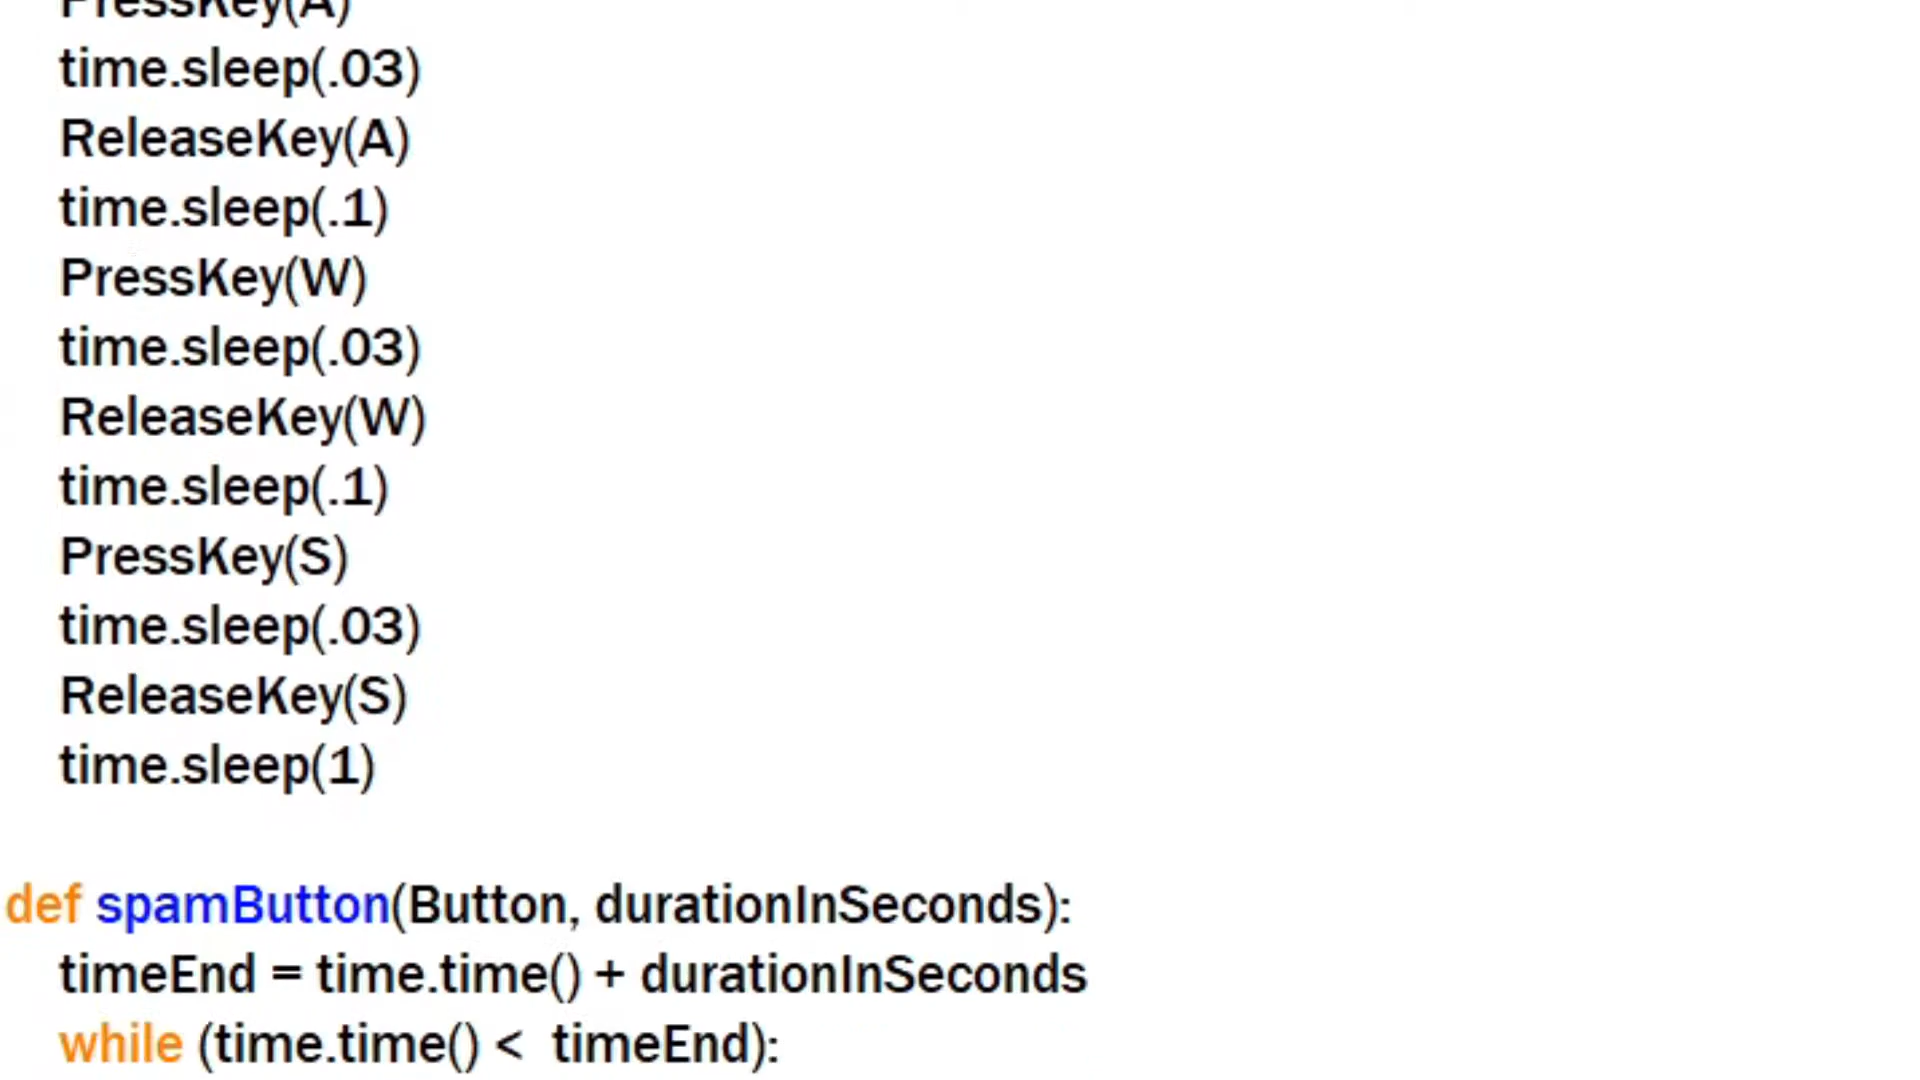 PressKey(A)
time.sleep(.03)
ReleaseKey(A)
time.sleep(.1)
PressKey(W)
time.sleep(.03)
ReleaseKey(W)
time.sleep(.1)
PressKey(S)
time.sleep(.03)
ReleaseKey(S)
time.sleep(1)
def spamButton(Button, durationInSeconds):
timeEnd = time.time() + durationInSeconds
while (time.time() <  timeEnd):